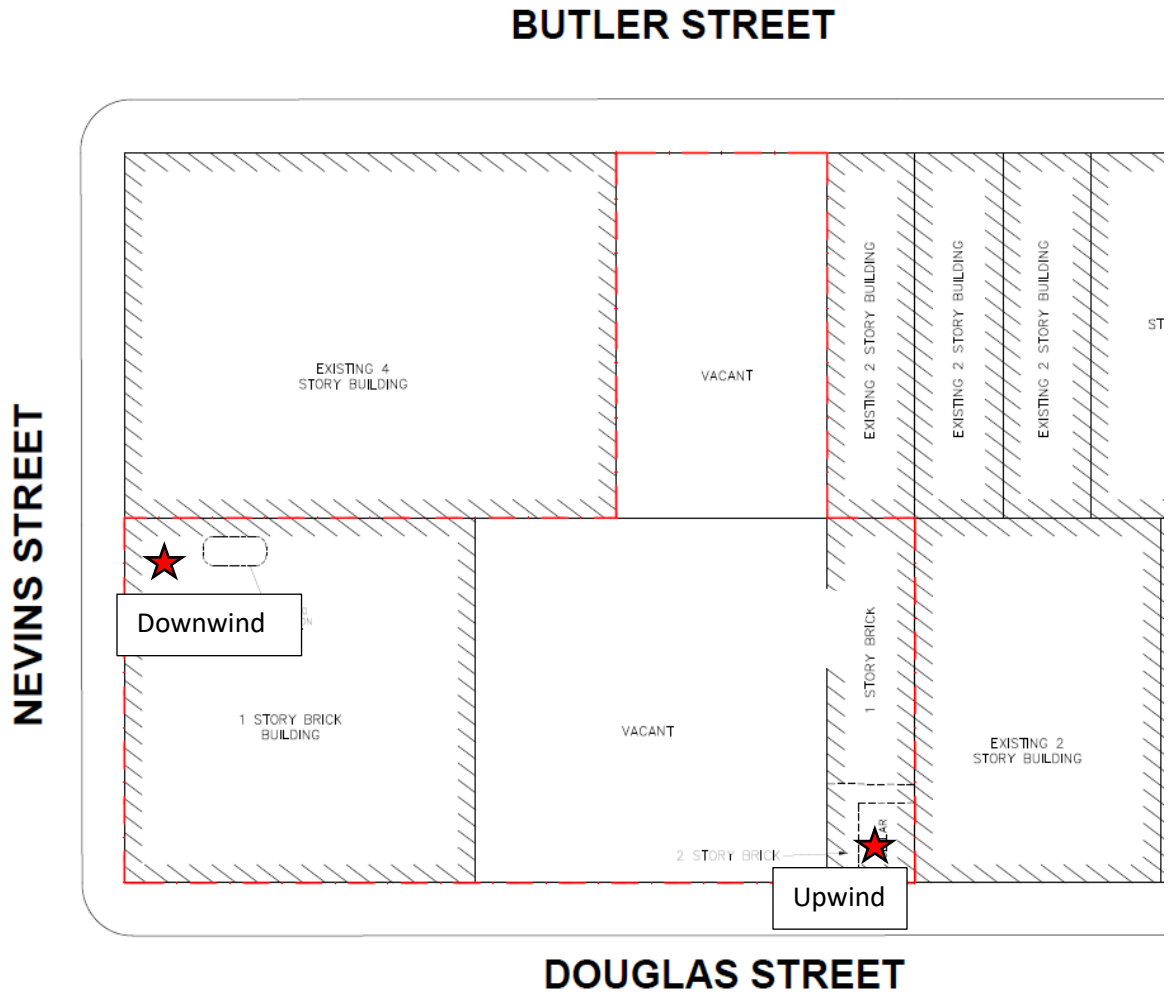 BUTLER STREET
NEVINS STREET
EXISTING 4
STORY BUILDING
VACANT
EXISTING 2 STORY BUILDING
EXISTING 2 STORY BUILDING
EXISTING 2 STORY BUILDING
ST
Downwind
1 STORY BRICK
BUILDING
VACANT
1 STORY BRICK
EXISTING 2
STORY BUILDING
2 STORY BRICK
Upwind
DOUGLAS STREET